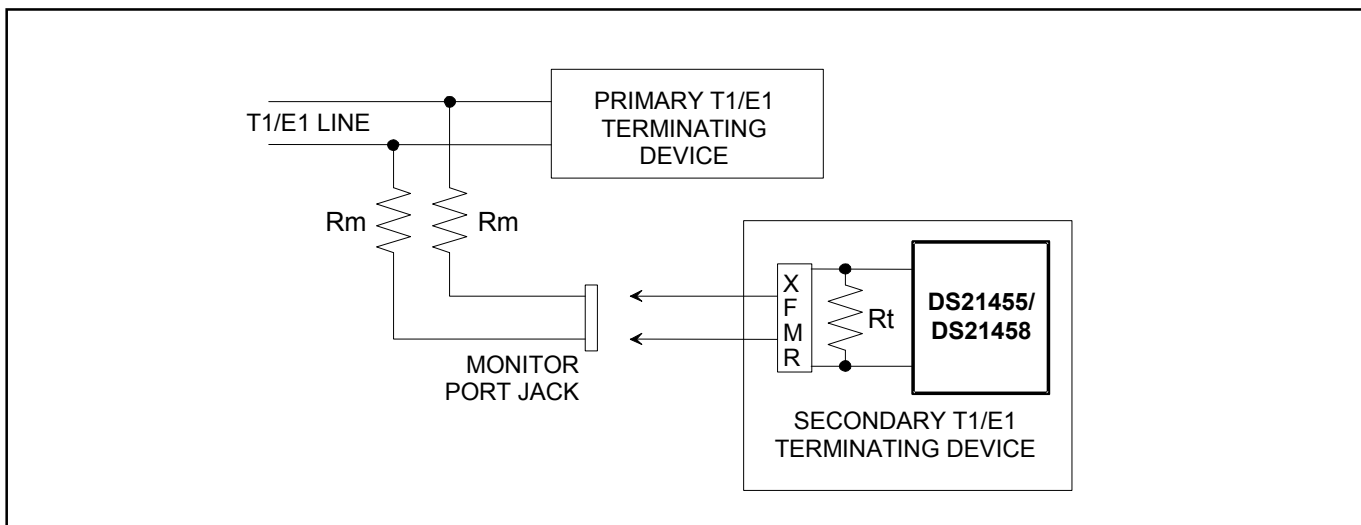 PRIMARY T1/E1
TERMINATING
DEVICE
T1/E1 LINE
Rm
Rm
X
F
M
R
Rt
DS21455/
DS21458
MONITOR
PORT JACK
SECONDARY T1/E1
TERMINATING DEVICE